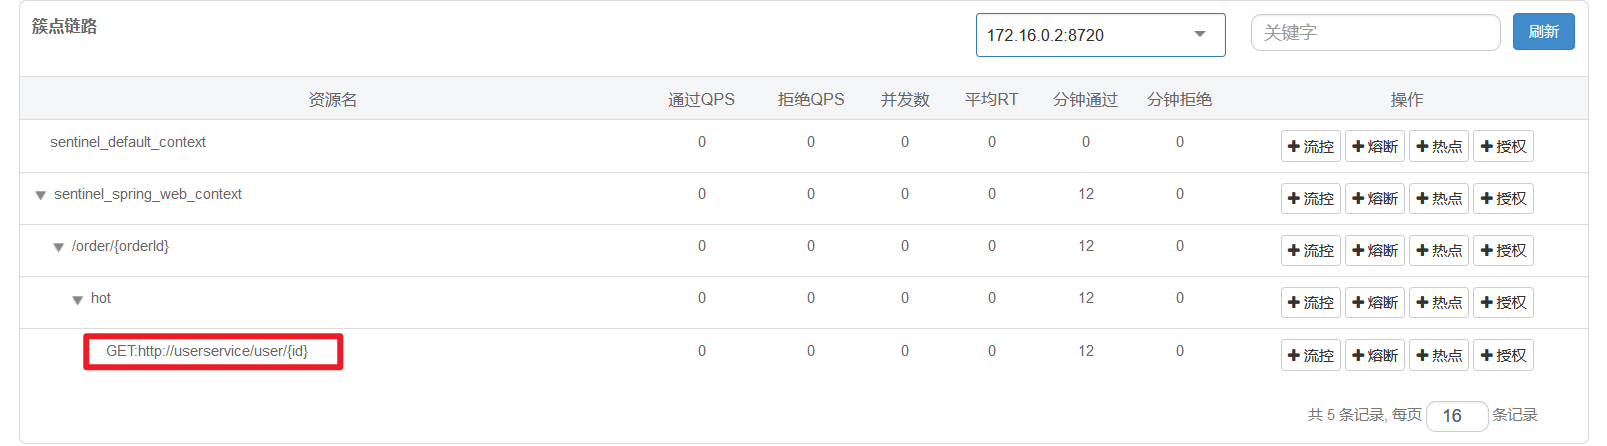 簇点链路 172.16.0.2:8720 关键字 刷新
资源名 通过QPS 拒绝QPS 并发数 平均RT 分钟通过 分钟拒绝 操作
sentinel_default_context 0 0 0 0 0 0 流控 熔断 热点 授权
sentinel_spring_web_context 0 0 0 0 12 0 流控 熔断 热点 授权
/order/{orderId} 0 0 0 0 12 0 流控 熔断 热点 授权
hot 0 0 0 0 12 0 流控 熔断 热点 授权
GET:http://userservice/user/{id} 0 0 0 0 12 0 流控 熔断 热点 授权
共 5 条记录, 每页 16 条记录